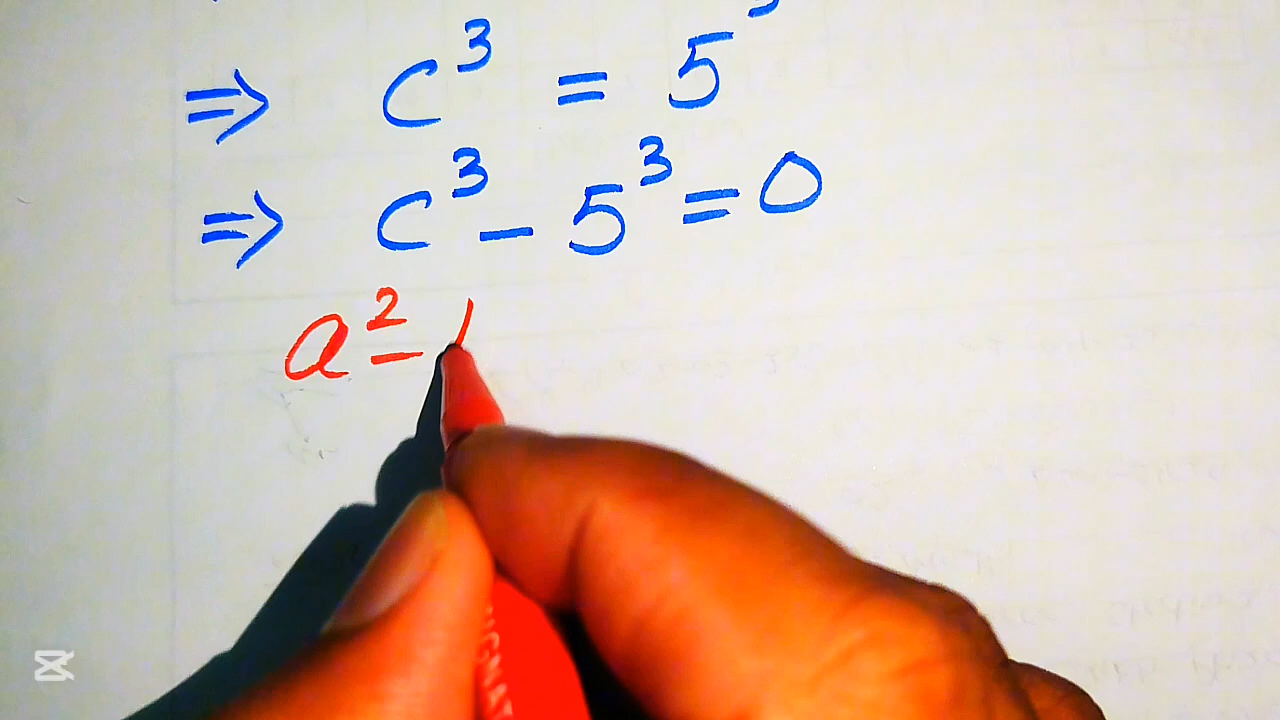 ⇒ c³ = 5³
⇒ c³ - 5³ = 0
a² -